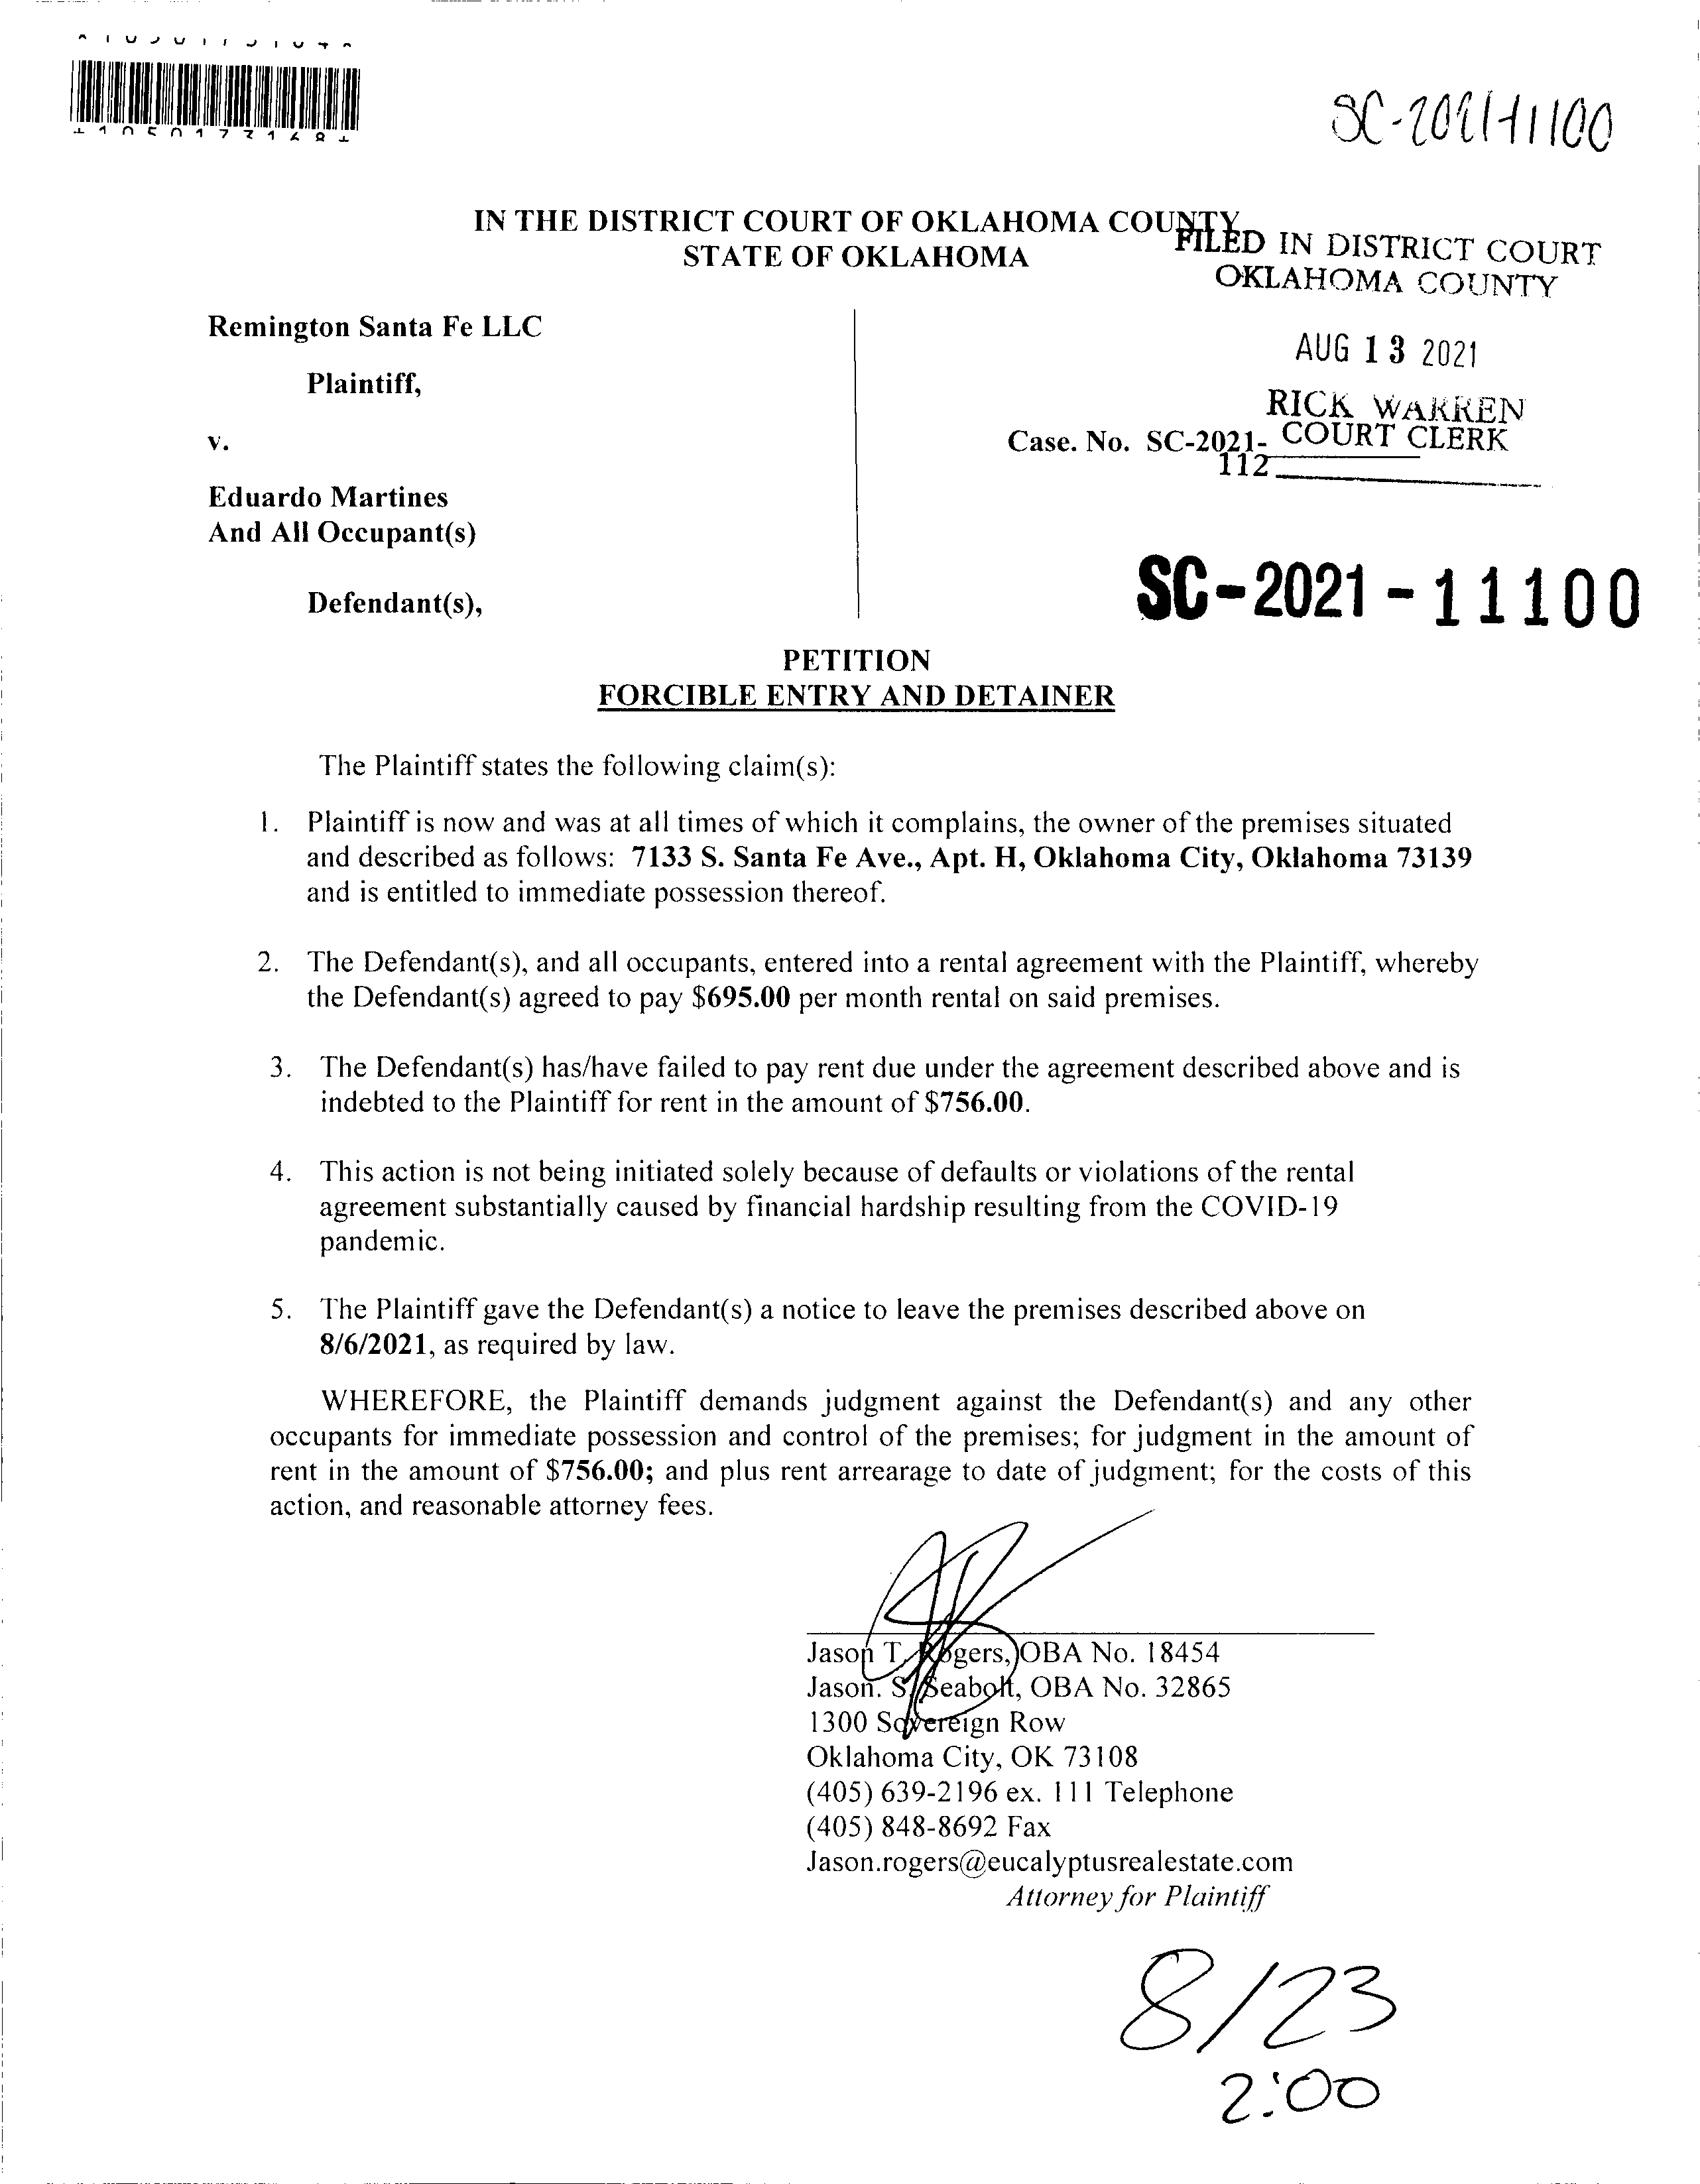 SC-2021-11100
IN THE DISTRICT COURT OF OKLAHOMA COUNTY
STATE OF OKLAHOMA
FILED IN DISTRICT COURT
OKLAHOMA COUNTY
AUG 13 2021
RICK WARREN
COURT CLERK
112
Remington Santa Fe LLC
Plaintiff,
v.
Case. No. SC-2021-
Eduardo Martines
And All Occupant(s)
Defendant(s),
SC-2021-11100
PETITION
FORCIBLE ENTRY AND DETAINER
The Plaintiff states the following claim(s):
1. Plaintiff is now and was at all times of which it complains, the owner of the premises situated
and described as follows: 7133 S. Santa Fe Ave., Apt. H, Oklahoma City, Oklahoma 73139
and is entitled to immediate possession thereof.
2. The Defendant(s), and all occupants, entered into a rental agreement with the Plaintiff, whereby
the Defendant(s) agreed to pay $695.00 per month rental on said premises.
3. The Defendant(s) has/have failed to pay rent due under the agreement described above and is
indebted to the Plaintiff for rent in the amount of $756.00.
4. This action is not being initiated solely because of defaults or violations of the rental
agreement substantially caused by financial hardship resulting from the COVID-19
pandemic.
5. The Plaintiff gave the Defendant(s) a notice to leave the premises described above on
8/6/2021, as required by law.
WHEREFORE, the Plaintiff demands judgment against the Defendant(s) and any other
occupants for immediate possession and control of the premises; for judgment in the amount of
rent in the amount of $756.00; and plus rent arrearage to date of judgment; for the costs of this
action, and reasonable attorney fees.
Jason T. Rogers, OBA No. 18454
Jason. S. Seabolt, OBA No. 32865
1300 Sovereign Row
Oklahoma City, OK 73108
(405) 639-2196 ex. 111 Telephone
(405) 848-8692 Fax
Jason.rogers@eucalyptusrealestate.com
Attorney for Plaintiff
8/23
2:00